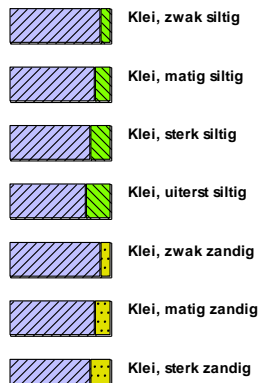 Klei, zwak siltig
Klei, matig siltig
Klei, sterk siltig
Klei, uiterst siltig
Klei, zwak zandig
Klei, matig zandig
Klei, sterk zandig